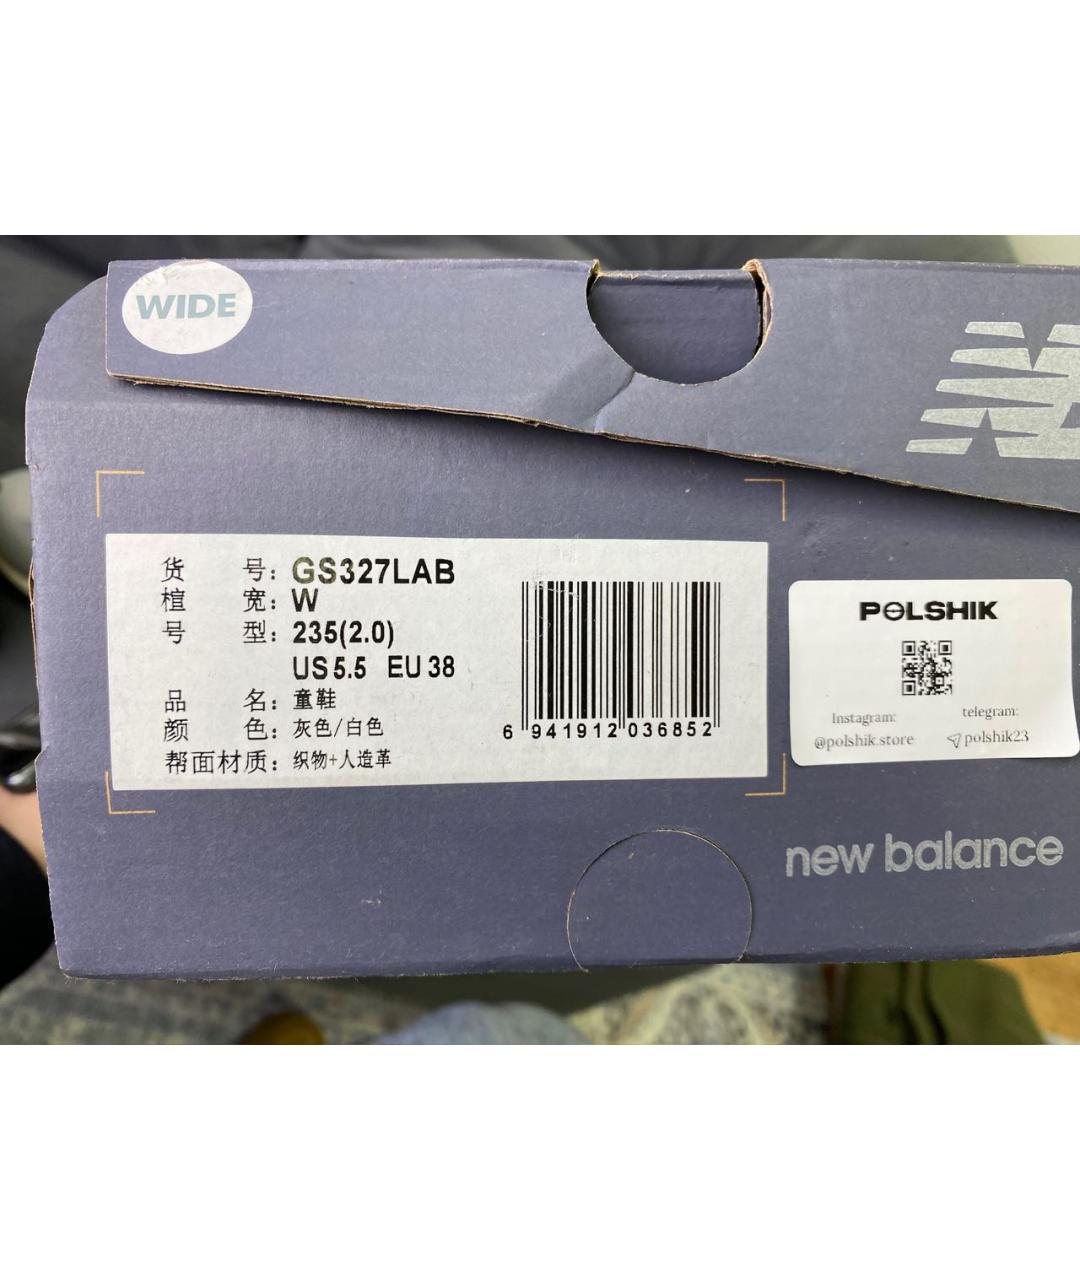 WIDE
货 号: GS327LAB
楦 宽: W
号 型: 235(2.0)
US 5.5 EU 38
品 名: 童鞋
颜 色: 灰色/白色
帮面材质: 织物+人造革
6 941912 036852
POLSHIK
Instagram: telegram:
@polshik.store polshik23
new balance